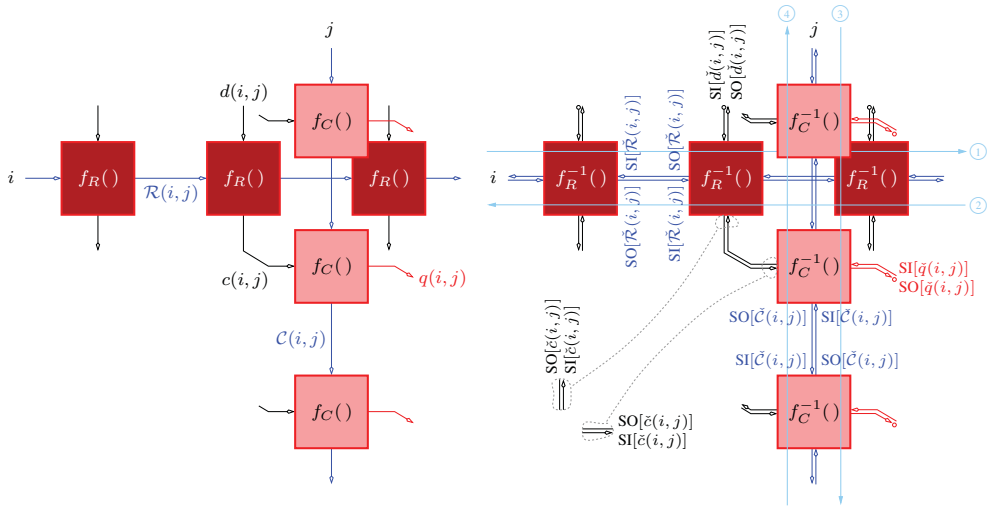 j
d(i, j)
f_C()
i
f_R()
f_R()
f_R()
ℛ(i, j)
c(i, j)
f_C()
q(i, j)
𝒞(i, j)
f_C()
4
3
j
SI[ď(i, j)]
SO[ď(i, j)]
f_C^{-1}()
SI[ℛ̌(i, j)]
SO[ℛ̌(i, j)]
1
i
f_R^{-1}()
f_R^{-1}()
f_R^{-1}()
2
SO[ℛ̌(i, j)]
SI[ℛ̌(i, j)]
f_C^{-1}()
SI[q̌(i, j)]
SO[q̌(i, j)]
SO[𝒞̌(i, j)]
SI[𝒞̌(i, j)]
SI[𝒞̌(i, j)]
SO[𝒞̌(i, j)]
SO[č(i, j)]
SI[č(i, j)]
f_C^{-1}()
SO[č(i, j)]
SI[č(i, j)]